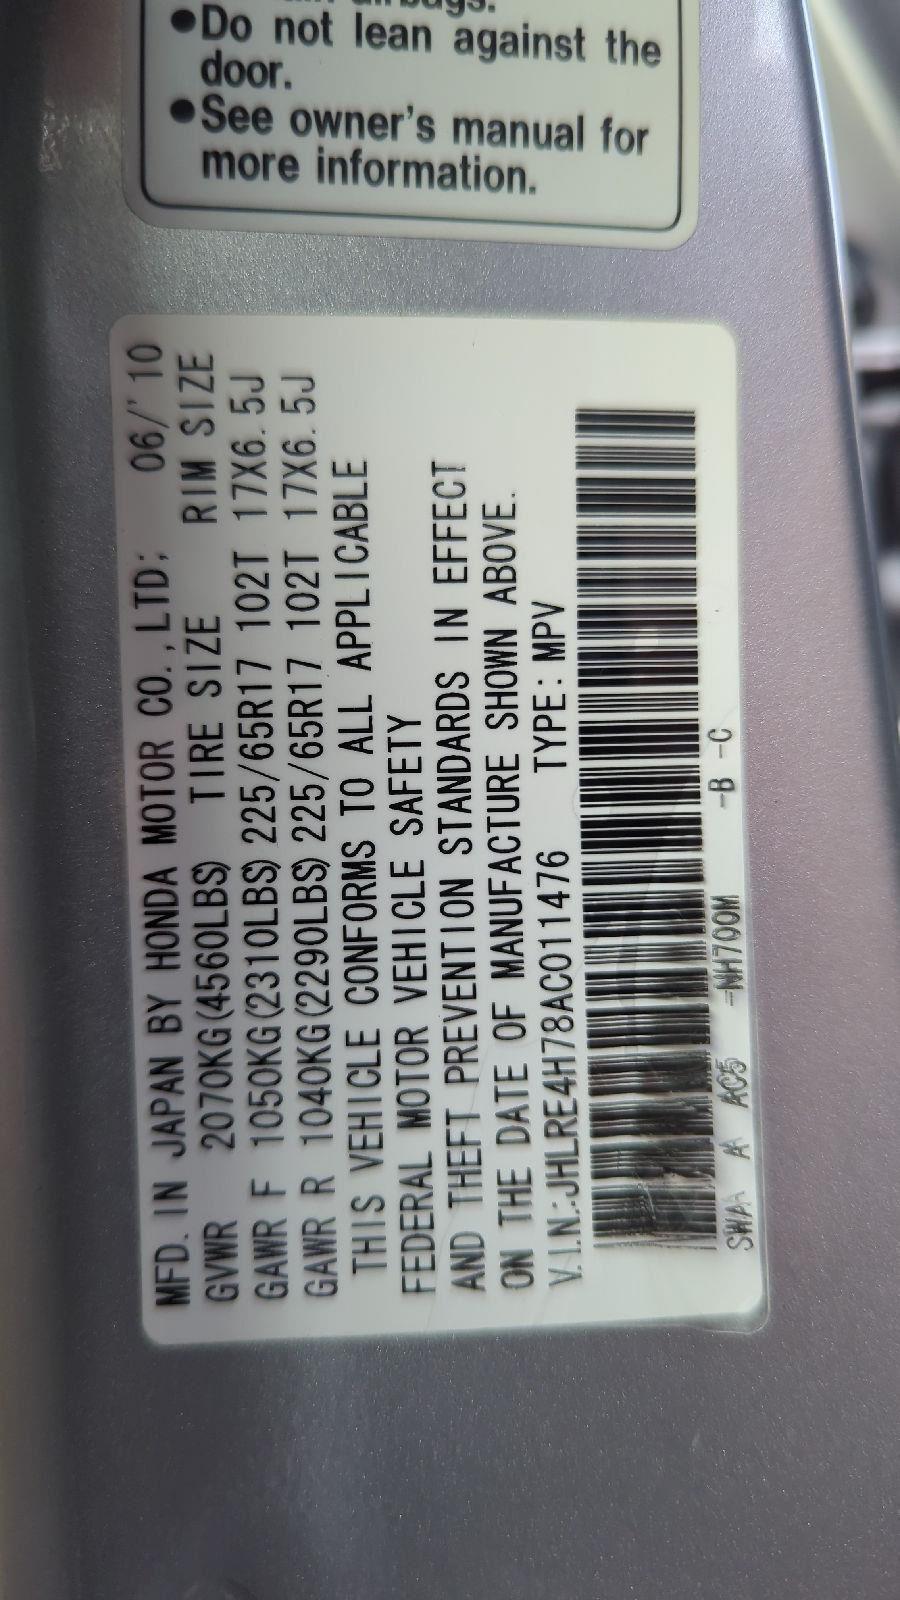 ●Do not lean against the
door.
●See owner's manual for
more information.
MFD. IN JAPAN BY HONDA MOTOR CO., LTD; 06/'10
GVWR 2070KG(4560LBS) TIRE SIZE RIM SIZE
GAWR F 1050KG(2310LBS) 225/65R17 102T 17X6.5J
GAWR R 1040KG(2290LBS) 225/65R17 102T 17X6.5J
THIS VEHICLE CONFORMS TO ALL APPLICABLE
FEDERAL MOTOR VEHICLE SAFETY
AND THEFT PREVENTION STANDARDS IN EFFECT
ON THE DATE OF MANUFACTURE SHOWN ABOVE.
V.I.N.:JHLRE4H78AC011476 TYPE:MPV
SWAA A AC5 -NH700M -B -C